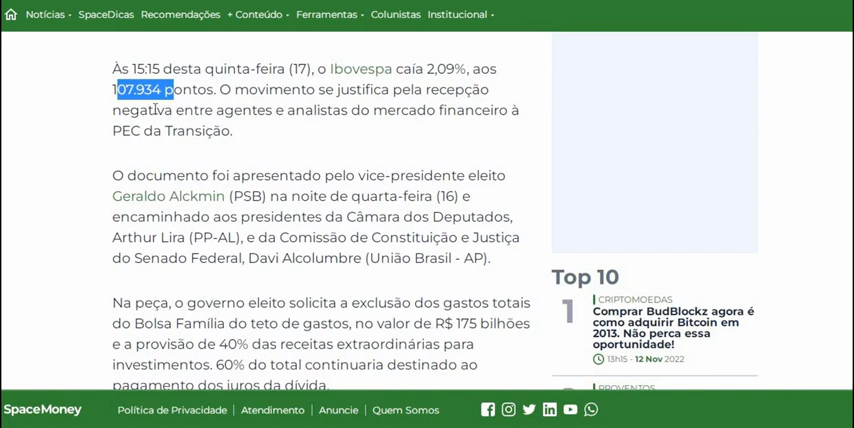 Notícias SpaceDicas Recomendações + Conteúdo Ferramentas Colunistas Institucional
Às 15:15 desta quinta-feira (17), o Ibovespa caía 2,09%, aos
107.934 pontos. O movimento se justifica pela recepção
negativa entre agentes e analistas do mercado financeiro à
PEC da Transição.
O documento foi apresentado pelo vice-presidente eleito
Geraldo Alckmin (PSB) na noite de quarta-feira (16) e
encaminhado aos presidentes da Câmara dos Deputados,
Arthur Lira (PP-AL), e da Comissão de Constituição e Justiça
do Senado Federal, Davi Alcolumbre (União Brasil - AP).
Na peça, o governo eleito solicita a exclusão dos gastos totais
do Bolsa Família do teto de gastos, no valor de R$ 175 bilhões
e a provisão de 40% das receitas extraordinárias para
investimentos. 60% do total continuaria destinado ao
pagamento dos juros da dívida.
Top 10
1
CRIPTOMOEDAS
Comprar BudBlockz agora é
como adquirir Bitcoin em
2013. Não perca essa
oportunidade!
13h15 - 12 Nov 2022
PROVENTOS
SpaceMoney Política de Privacidade | Atendimento | Anuncie | Quem Somos